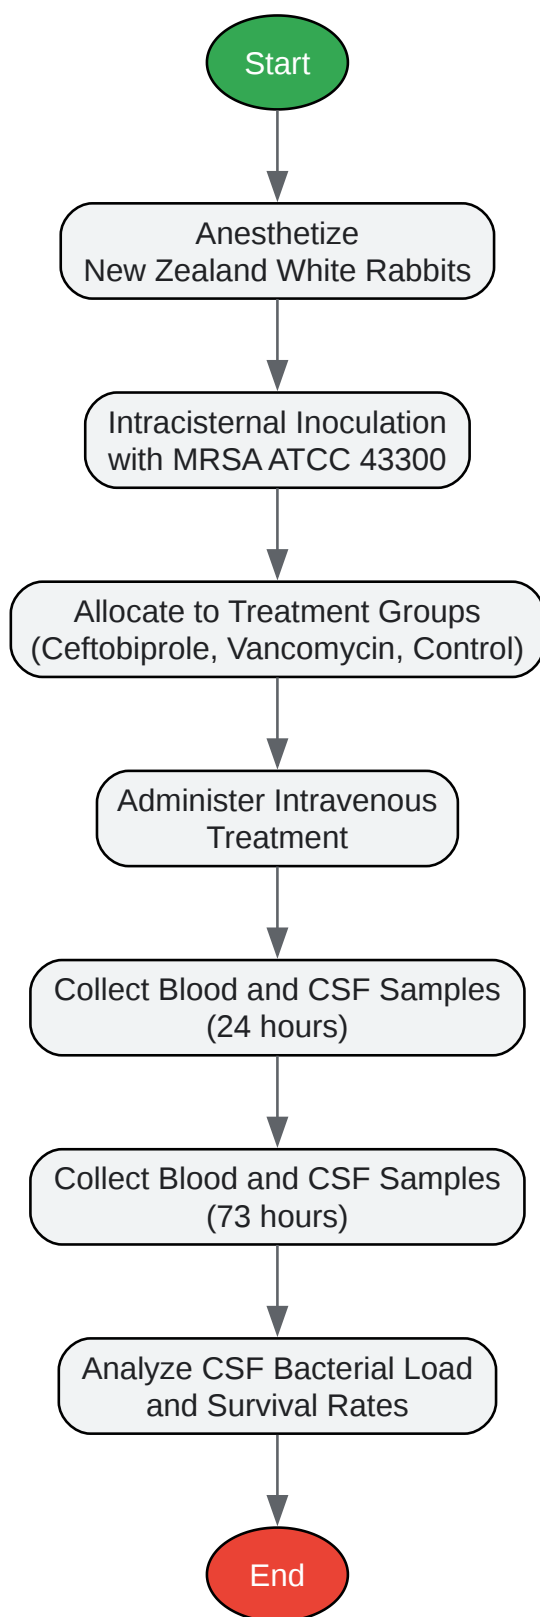 Start
Anesthetize
New Zealand White Rabbits
Intracisternal Inoculation
with MRSA ATCC 43300
Allocate to Treatment Groups
(Ceftobiprole, Vancomycin, Control)
Administer Intravenous
Treatment
Collect Blood and CSF Samples
(24 hours)
Collect Blood and CSF Samples
(73 hours)
Analyze CSF Bacterial Load
and Survival Rates
End